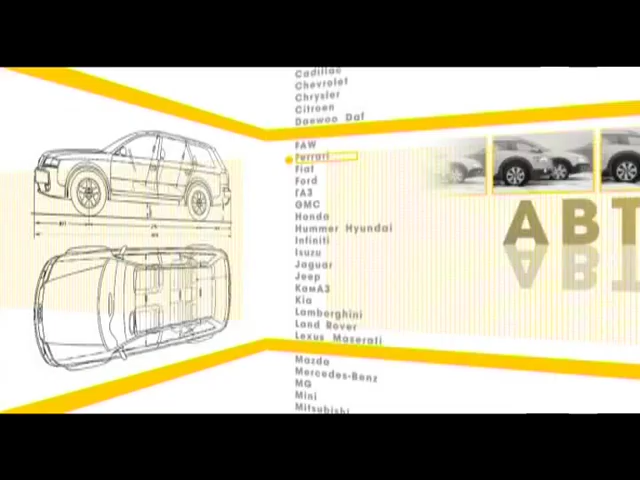 Cadillac
Chevrolet
Chrysler
Citroen
Daewoo Daf
FAW
Ferrari
Fiat
Ford
ГАЗ
GMC
Honda
Hummer Hyundai
Infiniti
Isuzu
Jaguar
Jeep
КамАЗ
Kia
Lamborghini
Land Rover
Lexus Maserati
Mazda
Mercedes-Benz
MG
Mini
Mitsubishi
АВТ